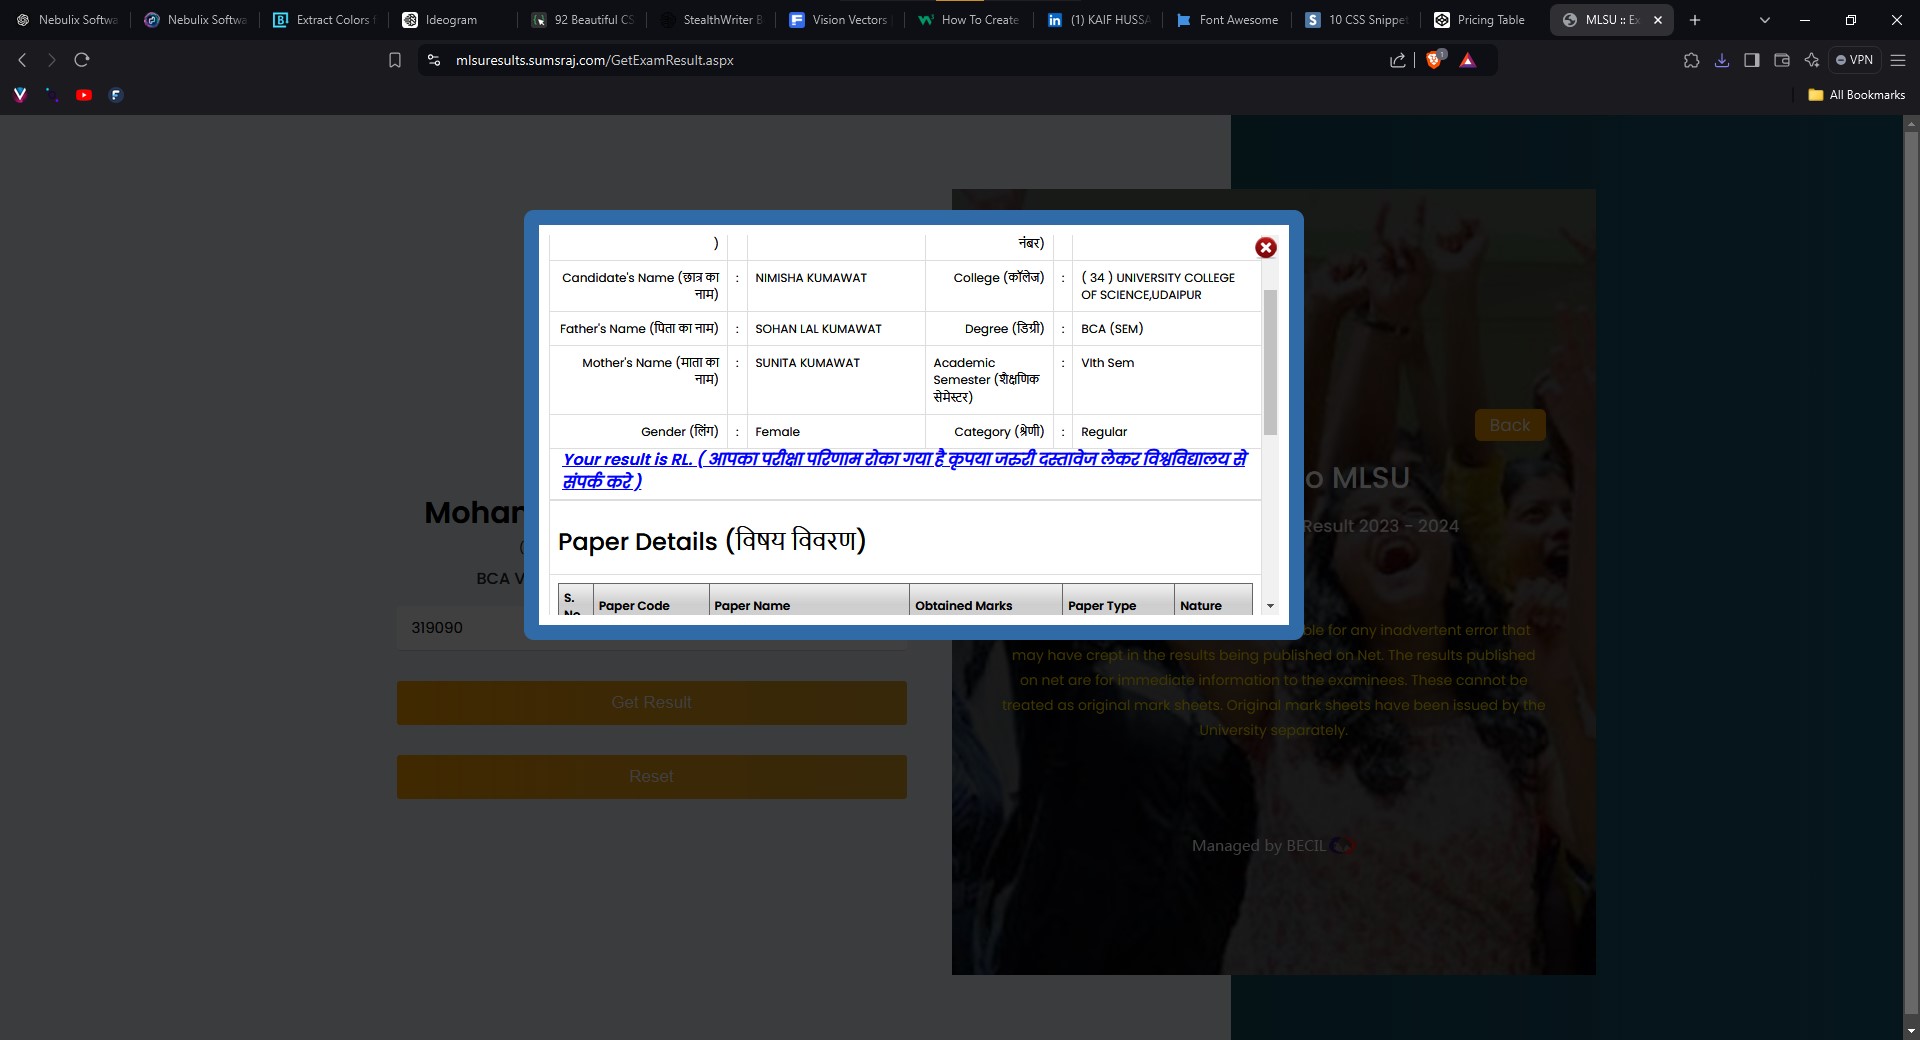 Nebulix Softwa
Nebulix Softwa
Extract Colors f
Ideogram
92 Beautiful CS
StealthWriter B
Vision Vectors
How To Create
(1) KAIF HUSSA
Font Awesome
10 CSS Snippet
Pricing Table
MLSU :: Ex
mlsuresults.sumsraj.com/GetExamResult.aspx
VPN
All Bookmarks
) नंबर)
Candidate's Name (छात्र का नाम) : NIMISHA KUMAWAT College (कॉलेज) : ( 34 ) UNIVERSITY COLLEGE OF SCIENCE,UDAIPUR
Father's Name (पिता का नाम) : SOHAN LAL KUMAWAT Degree (डिग्री) : BCA (SEM)
Mother's Name (माता का नाम) : SUNITA KUMAWAT Academic Semester (शैक्षणिक सेमेस्टर) : VIth Sem
Gender (लिंग) : Female Category (श्रेणी) : Regular
Your result is RL. ( आपका परीक्षा परिणाम रोका गया है कृपया जरुरी दस्तावेज लेकर विश्वविद्यालय से
संपर्क करे )
Paper Details (विषय विवरण)
S. No Paper Code Paper Name Obtained Marks Paper Type Nature
Mohan
(
BCA V
319090
Get Result
Reset
Back
o MLSU
Result 2023 - 2024
ble for any inadvertent error that
may have crept in the results being published on Net. The results published
on net are for immediate information to the examinees. These cannot be
treated as original mark sheets. Original mark sheets have been issued by the
University separately.
Managed by BECIL